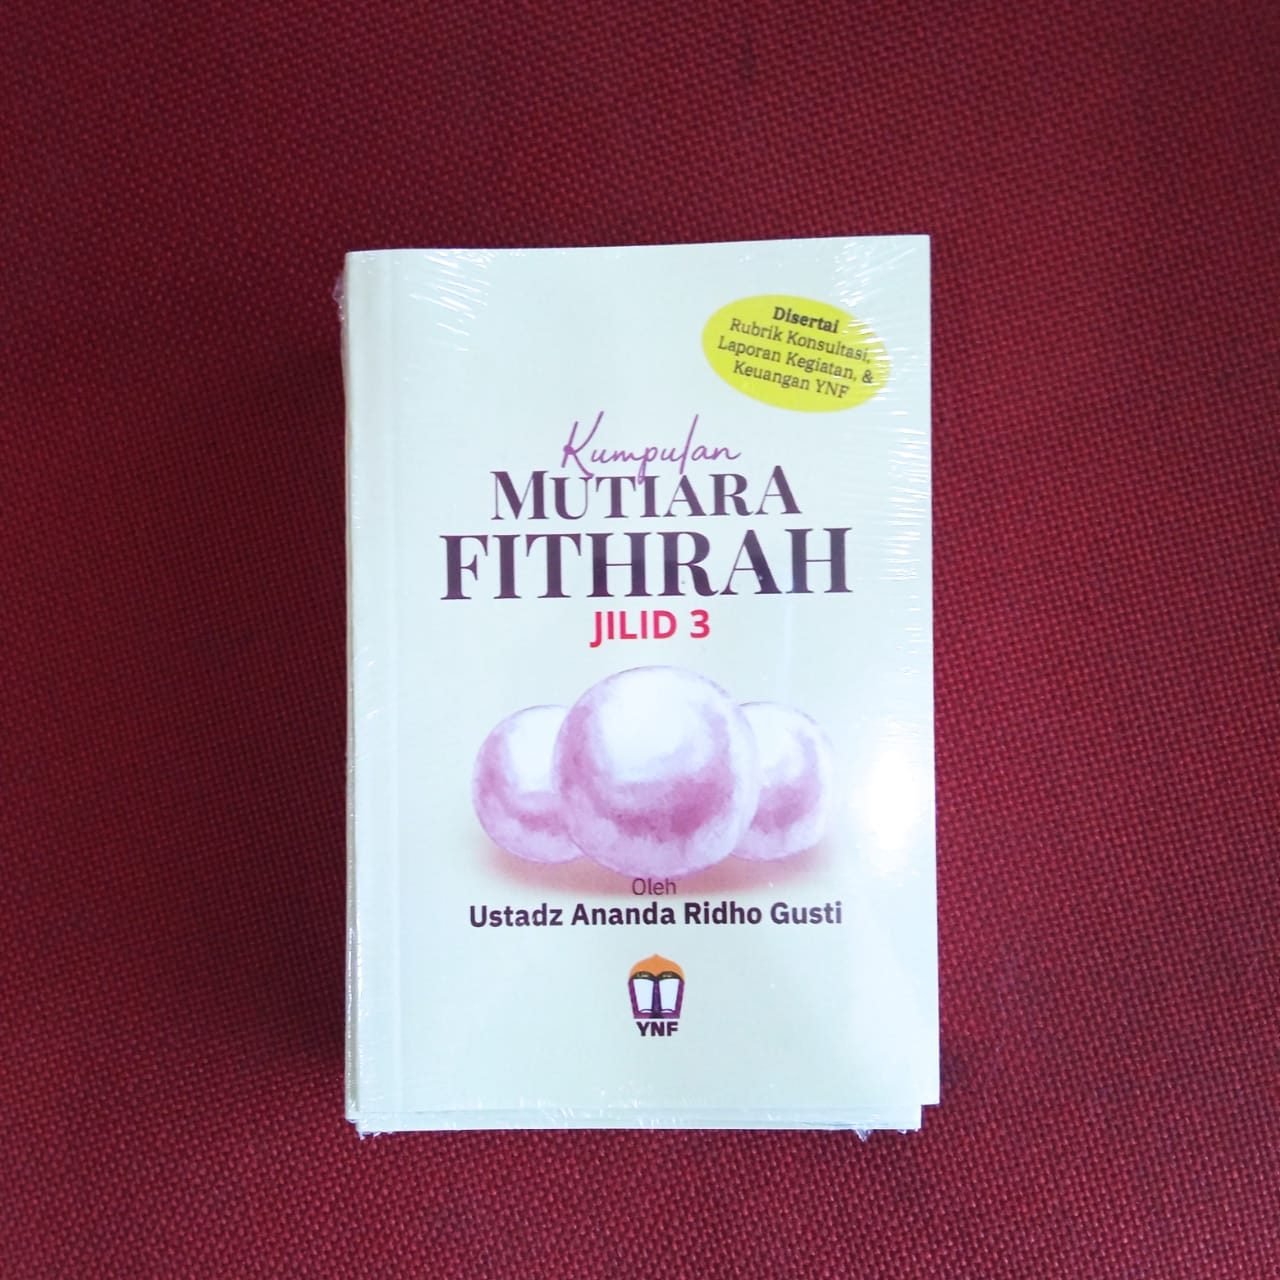 Disertai
Rubrik Konsultasi,
Laporan Kegiatan, &
Keuangan YNF
Kumpulan
MUTIARA
FITHRAH
JILID 3
Oleh
Ustadz Ananda Ridho Gusti
YNF